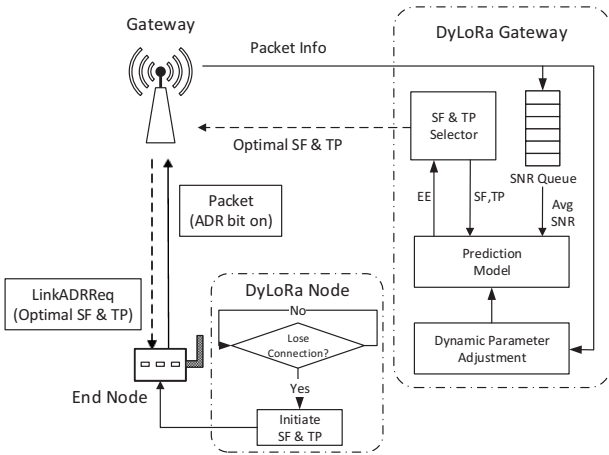 Gateway
Packet Info
DyLoRa Gateway
SF & TP
Selector
Optimal SF & TP
SNR Queue
EE
SF,TP
Avg
SNR
Packet
(ADR bit on)
Prediction
Model
LinkADRReq
(Optimal SF & TP)
DyLoRa Node
No
Lose
Connection?
Dynamic Parameter
Adjustment
Yes
End Node
Initiate
SF & TP